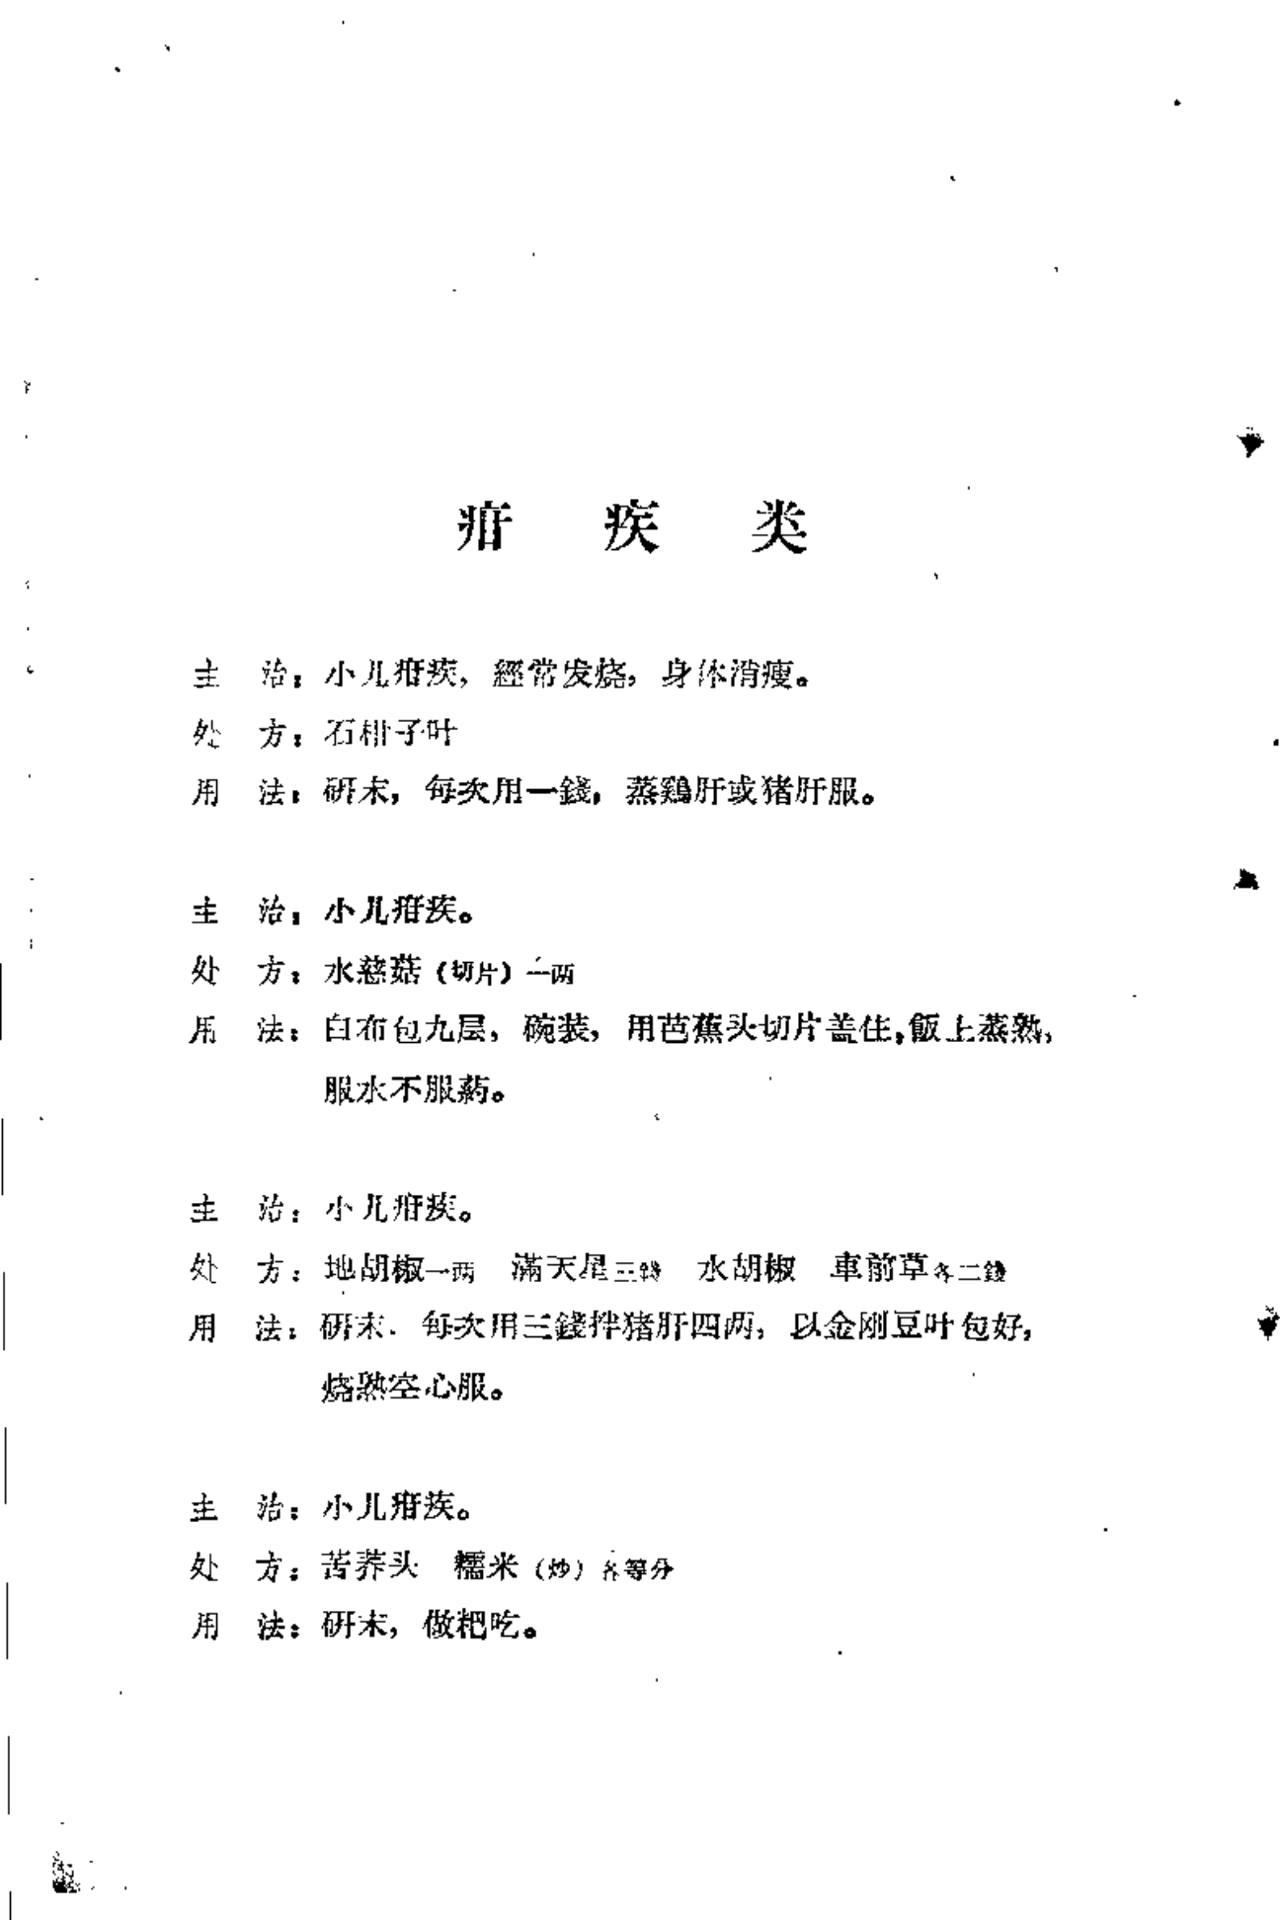 疳疾类
主 治：小儿疳疾，經常发烧，身体消瘦。
处 方：石柑子叶
用 法：研末，每次用一錢，蒸鷄肝或猪肝服。
主 治：小儿疳疾。
处 方：水慈菇（切片）一两
用 法：白布包九层，碗装，用芭蕉头切片盖住，飯上蒸熟，
服水不服葯。
主 治：小儿疳疾。
处 方：地胡椒一两 滿天星三錢 水胡椒 車前草各二錢
用 法：研末．每次用三錢拌猪肝四两，以金刚豆叶包好，
烧熟空心服。
主 治：小儿疳疾。
处 方：苦荞头 糯米（炒）各等分
用 法：研末，做粑吃。